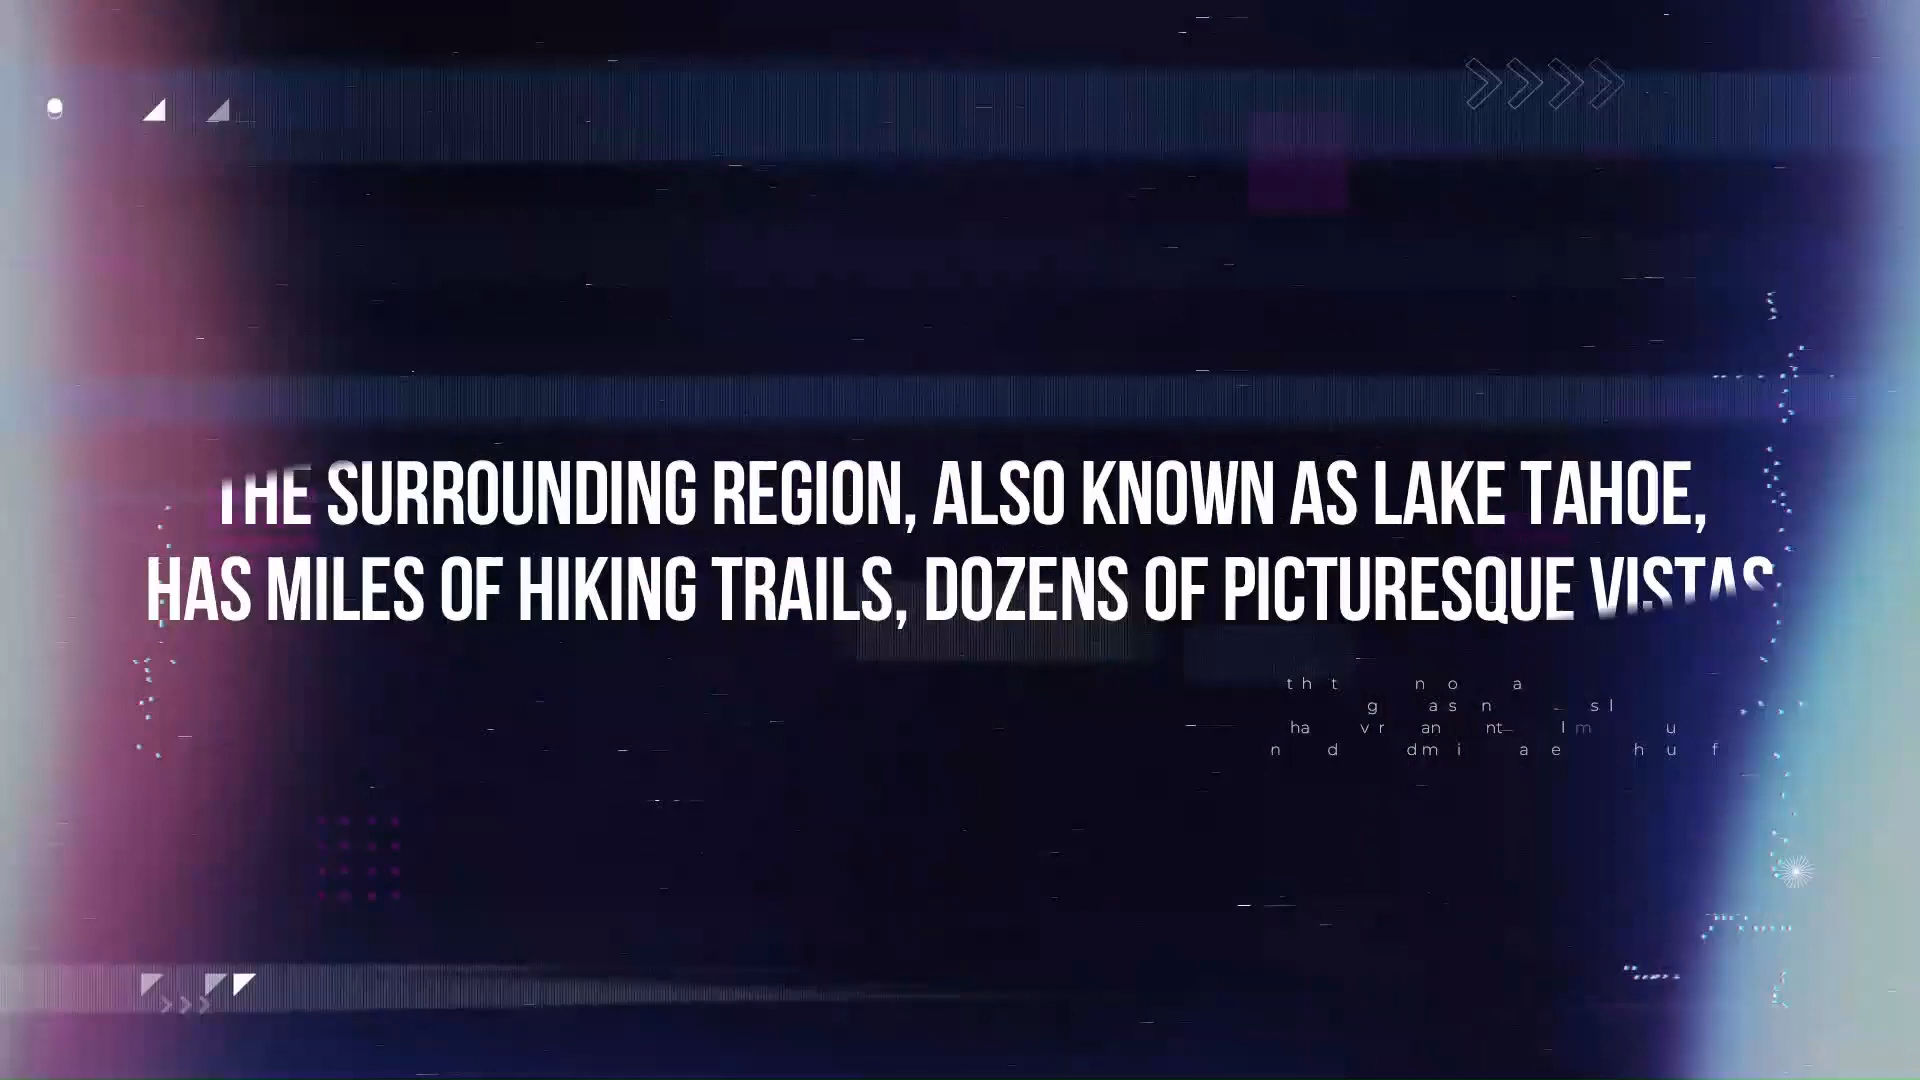 THE SURROUNDING REGION, ALSO KNOWN AS LAKE TAHOE,
HAS MILES OF HIKING TRAILS, DOZENS OF PICTURESQUE VISTAS